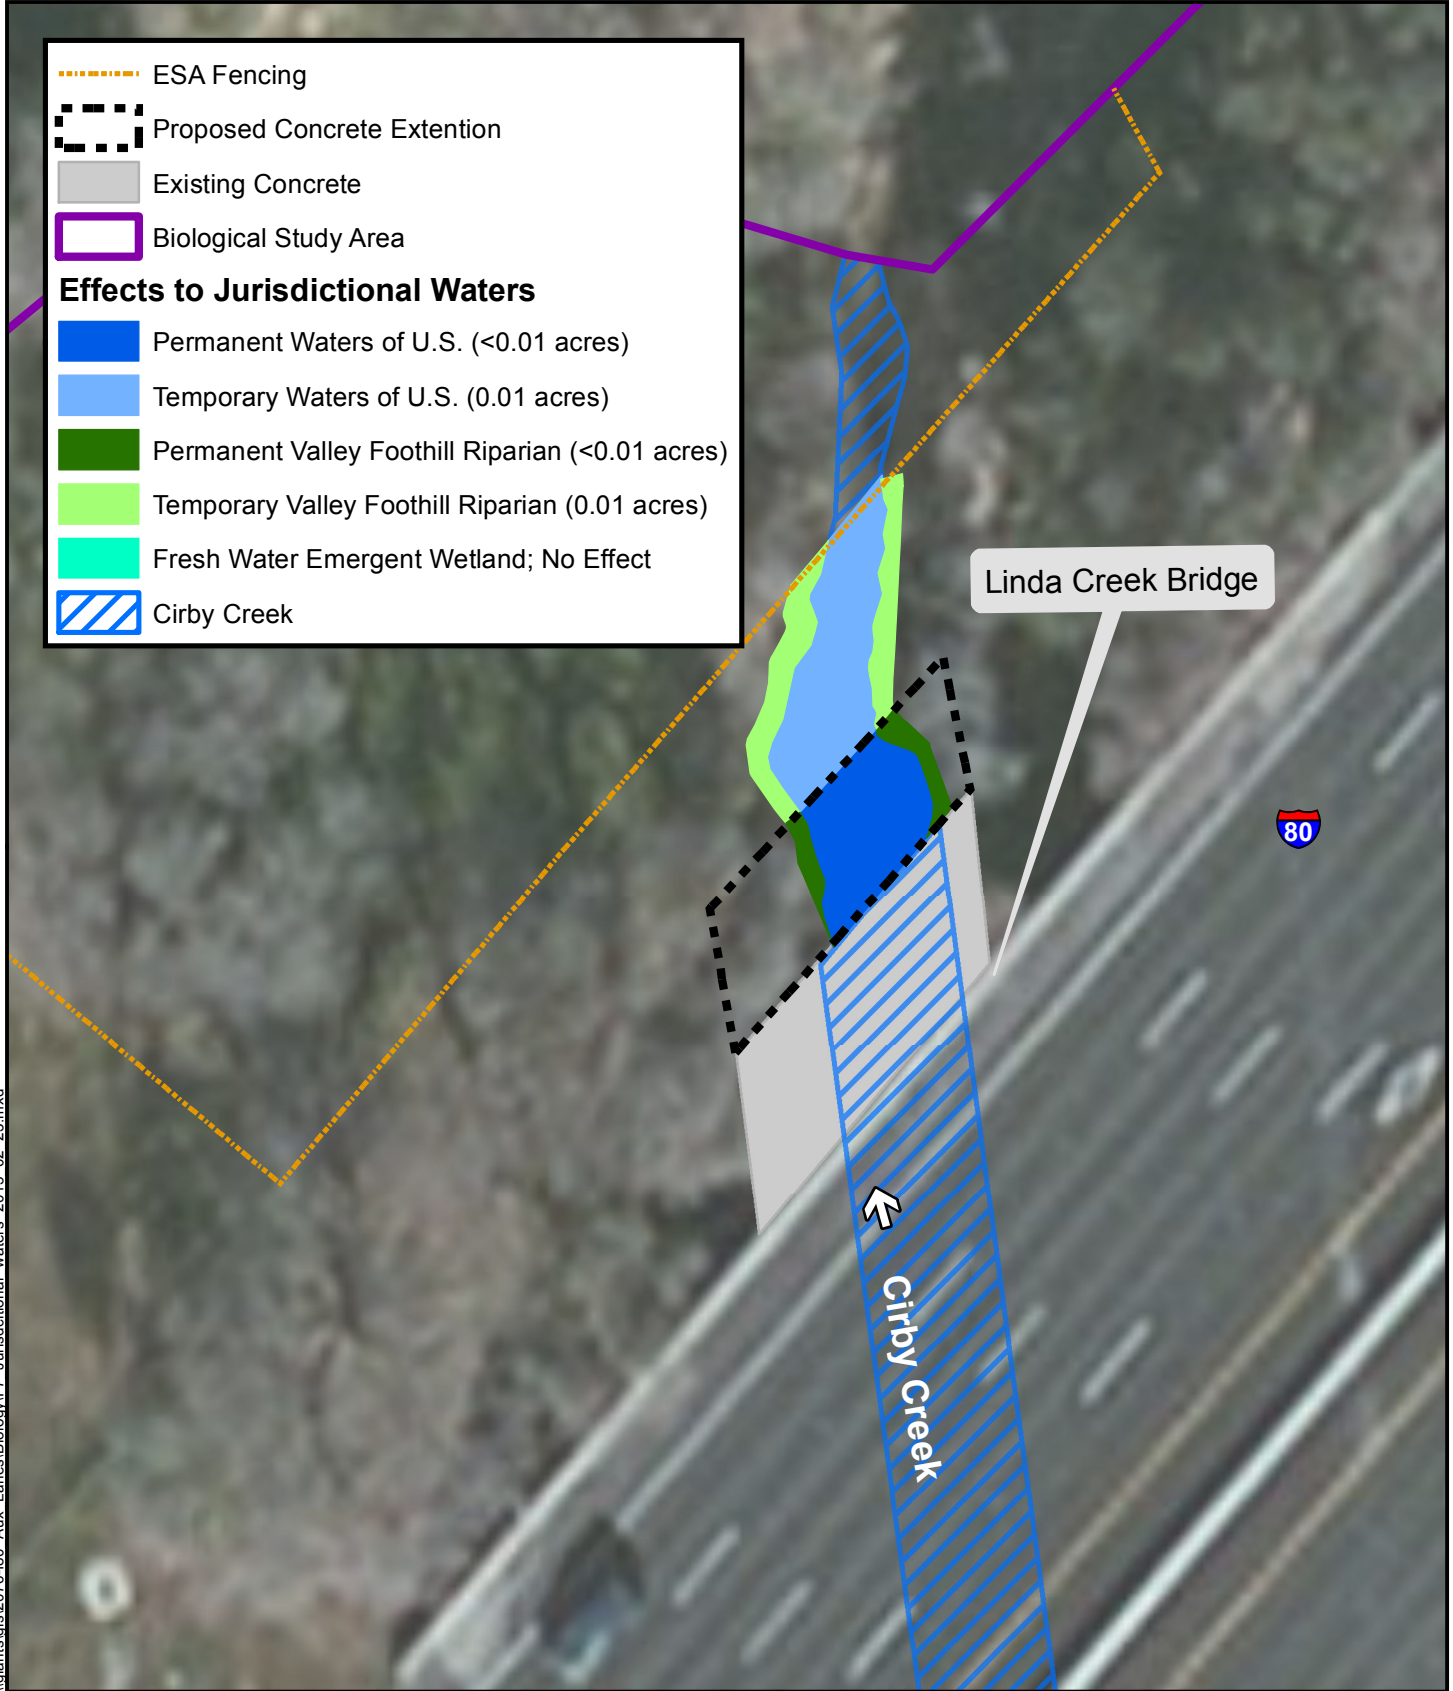 ESA Fencing
Proposed Concrete Extention
Existing Concrete
Biological Study Area
Effects to Jurisdictional Waters
Permanent Waters of U.S. (<0.01 acres)
Temporary Waters of U.S. (0.01 acres)
Permanent Valley Foothill Riparian (<0.01 acres)
Temporary Valley Foothill Riparian (0.01 acres)
Fresh Water Emergent Wetland; No Effect
Cirby Creek
Linda Creek Bridge
80
Cirby Creek